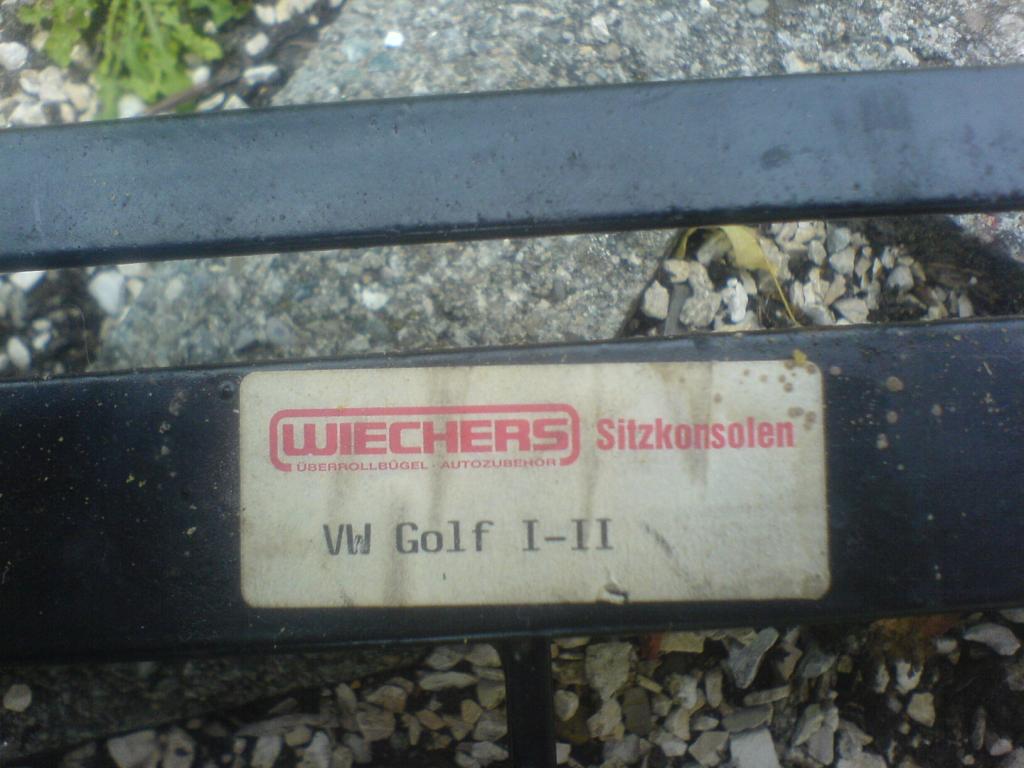 WIECHERS Sitzkonsolen
ÜBERROLLBÜGEL · AUTOZUBEHÖR
VW Golf I-II